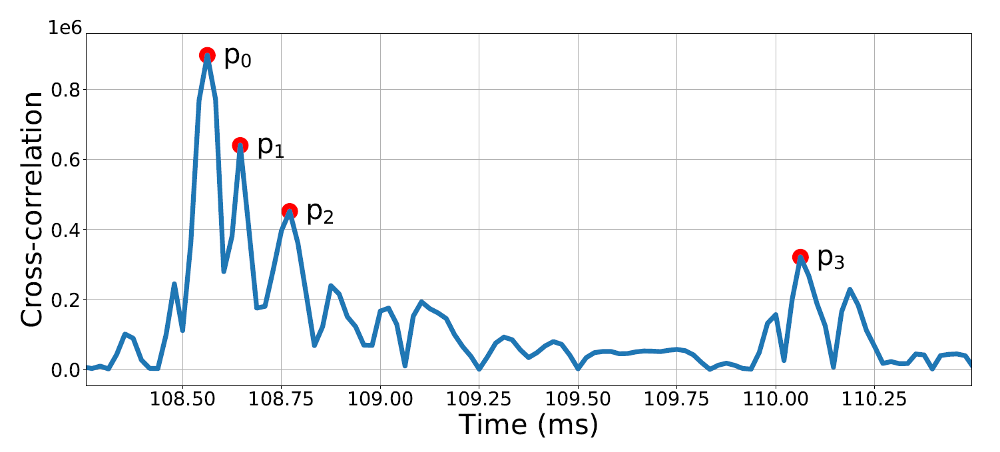 1e6
p₀
0.8
p₁
0.6
p₂
0.4
p₃
0.2
0.0
Cross-correlation
108.50 108.75 109.00 109.25 109.50 109.75 110.00 110.25
Time (ms)